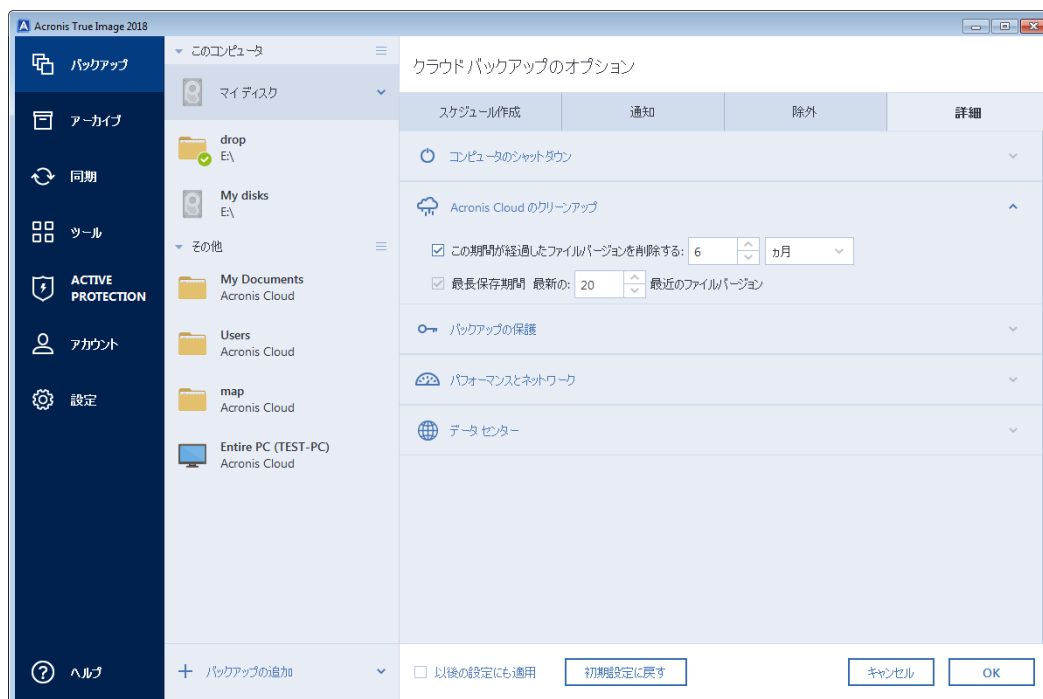 Acronis True Image 2018
バックアップ
アーカイブ
同期
ツール
ACTIVE
PROTECTION
アカウント
設定
ヘルプ
このコンピュータ
マイ ディスク
drop
E:\
My disks
E:\
その他
My Documents
Acronis Cloud
Users
Acronis Cloud
map
Acronis Cloud
Entire PC (TEST-PC)
Acronis Cloud
バックアップの追加
クラウド バックアップのオプション
スケジュール作成 通知 除外 詳細
コンピュータのシャットダウン
Acronis Cloud のクリーンアップ
この期間が経過したファイルバージョンを削除する: 6 ヵ月
最長保存期間 最新の: 20 最近のファイルバージョン
バックアップの保護
パフォーマンスとネットワーク
データ センター
以後の設定にも適用 初期設定に戻す キャンセル OK